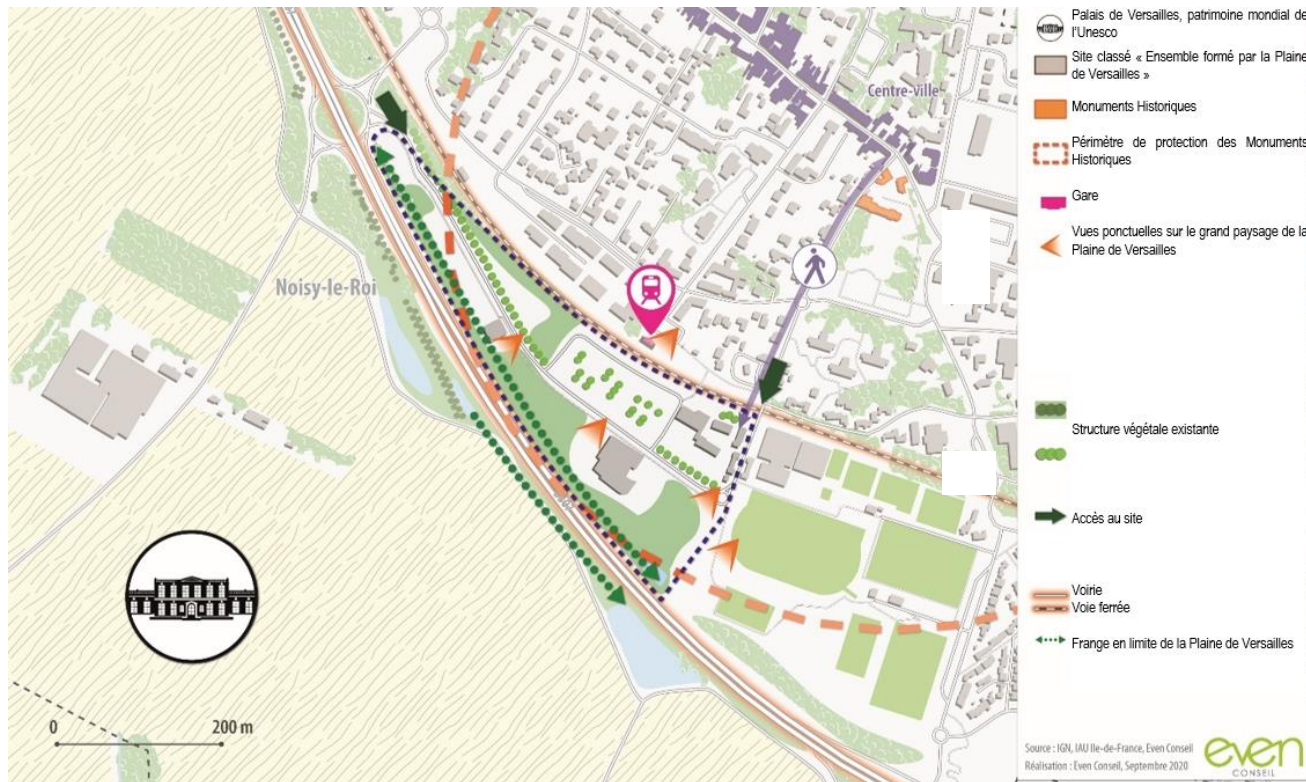 Centre-ville
Noisy-le-Roi
0
200 m
Palais de Versailles, patrimoine mondial de
l'Unesco
Site classé « Ensemble formé par la Plaine
de Versailles »
Monuments Historiques
Périmètre de protection des Monuments
Historiques
Gare
Vues ponctuelles sur le grand paysage de la
Plaine de Versailles
Structure végétale existante
Accès au site
Voirie
Voie ferrée
Frange en limite de la Plaine de Versailles
Source : IGN, IAU Ile-de-France, Even Conseil
Réalisation : Even Conseil, Septembre 2020
even
CONSEIL